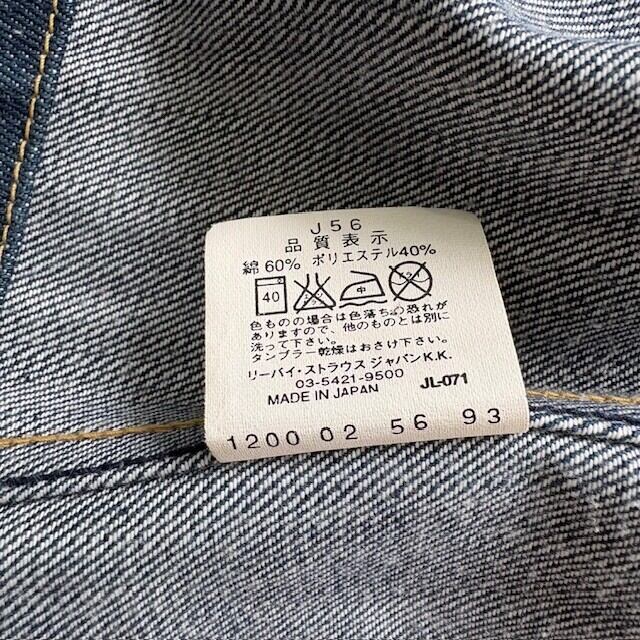 J56
品質表示
綿60% ポリエステル40%
40 中
色ものの場合は色落ちの恐れが
ありますので、他のものとは別に
洗って下さい。
タンブラー乾燥はおさけ下さい。
リーバイ・ストラウス ジャパンK.K.
03-5421-9500
MADE IN JAPAN JL-071
1200 02 56 93